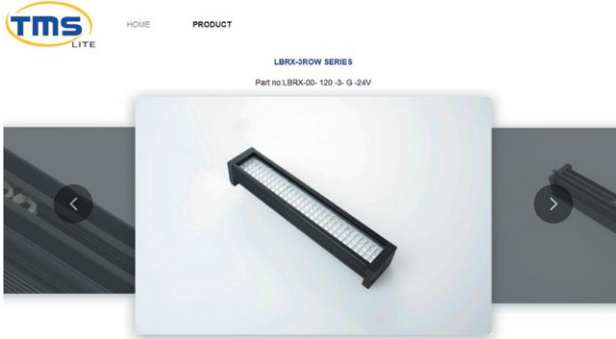 TMS
LITE
HOME
PRODUCT
LBRX-3ROW SERIES
Part no:LBRX-00- 120 -3- G -24V